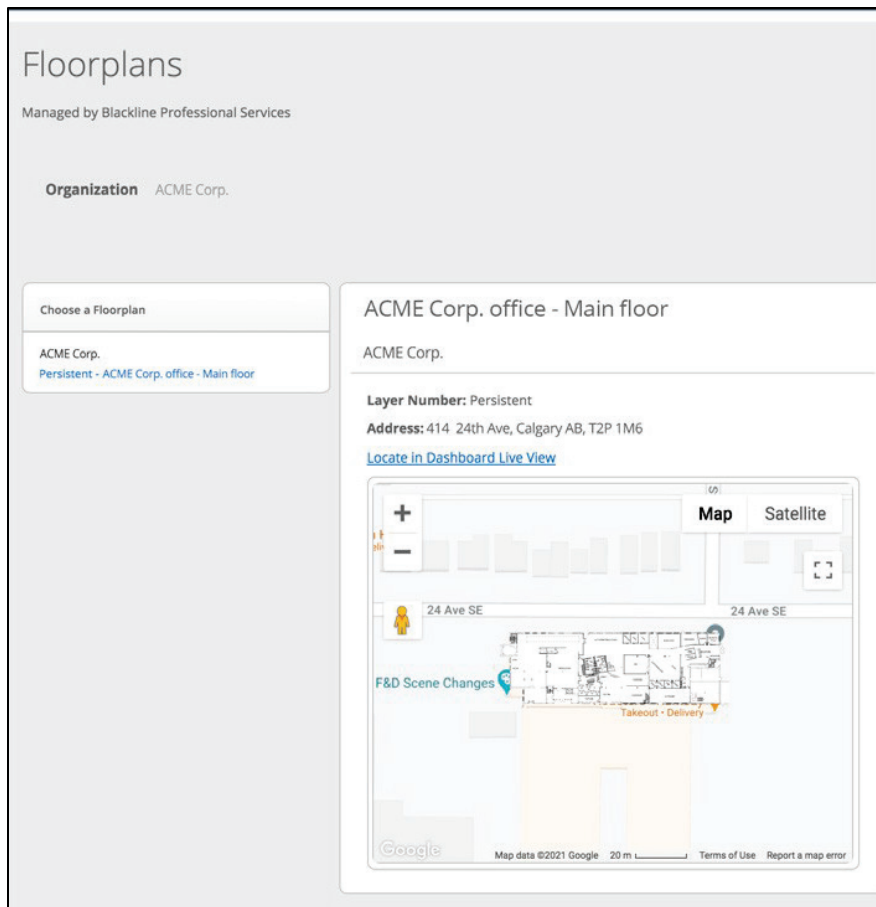 Floorplans
Managed by Blackline Professional Services
Organization ACME Corp.
Choose a Floorplan
ACME Corp.
Persistent - ACME Corp. office - Main floor
ACME Corp. office - Main floor
ACME Corp.
Layer Number: Persistent
Address: 414 24th Ave, Calgary AB, T2P 1M6
Locate in Dashboard Live View
S
+
Map Satellite
−
24 Ave SE
24 Ave SE
F&D Scene Changes
Takeout • Delivery
Google
Map data ©2021 Google 20 m Terms of Use Report a map error